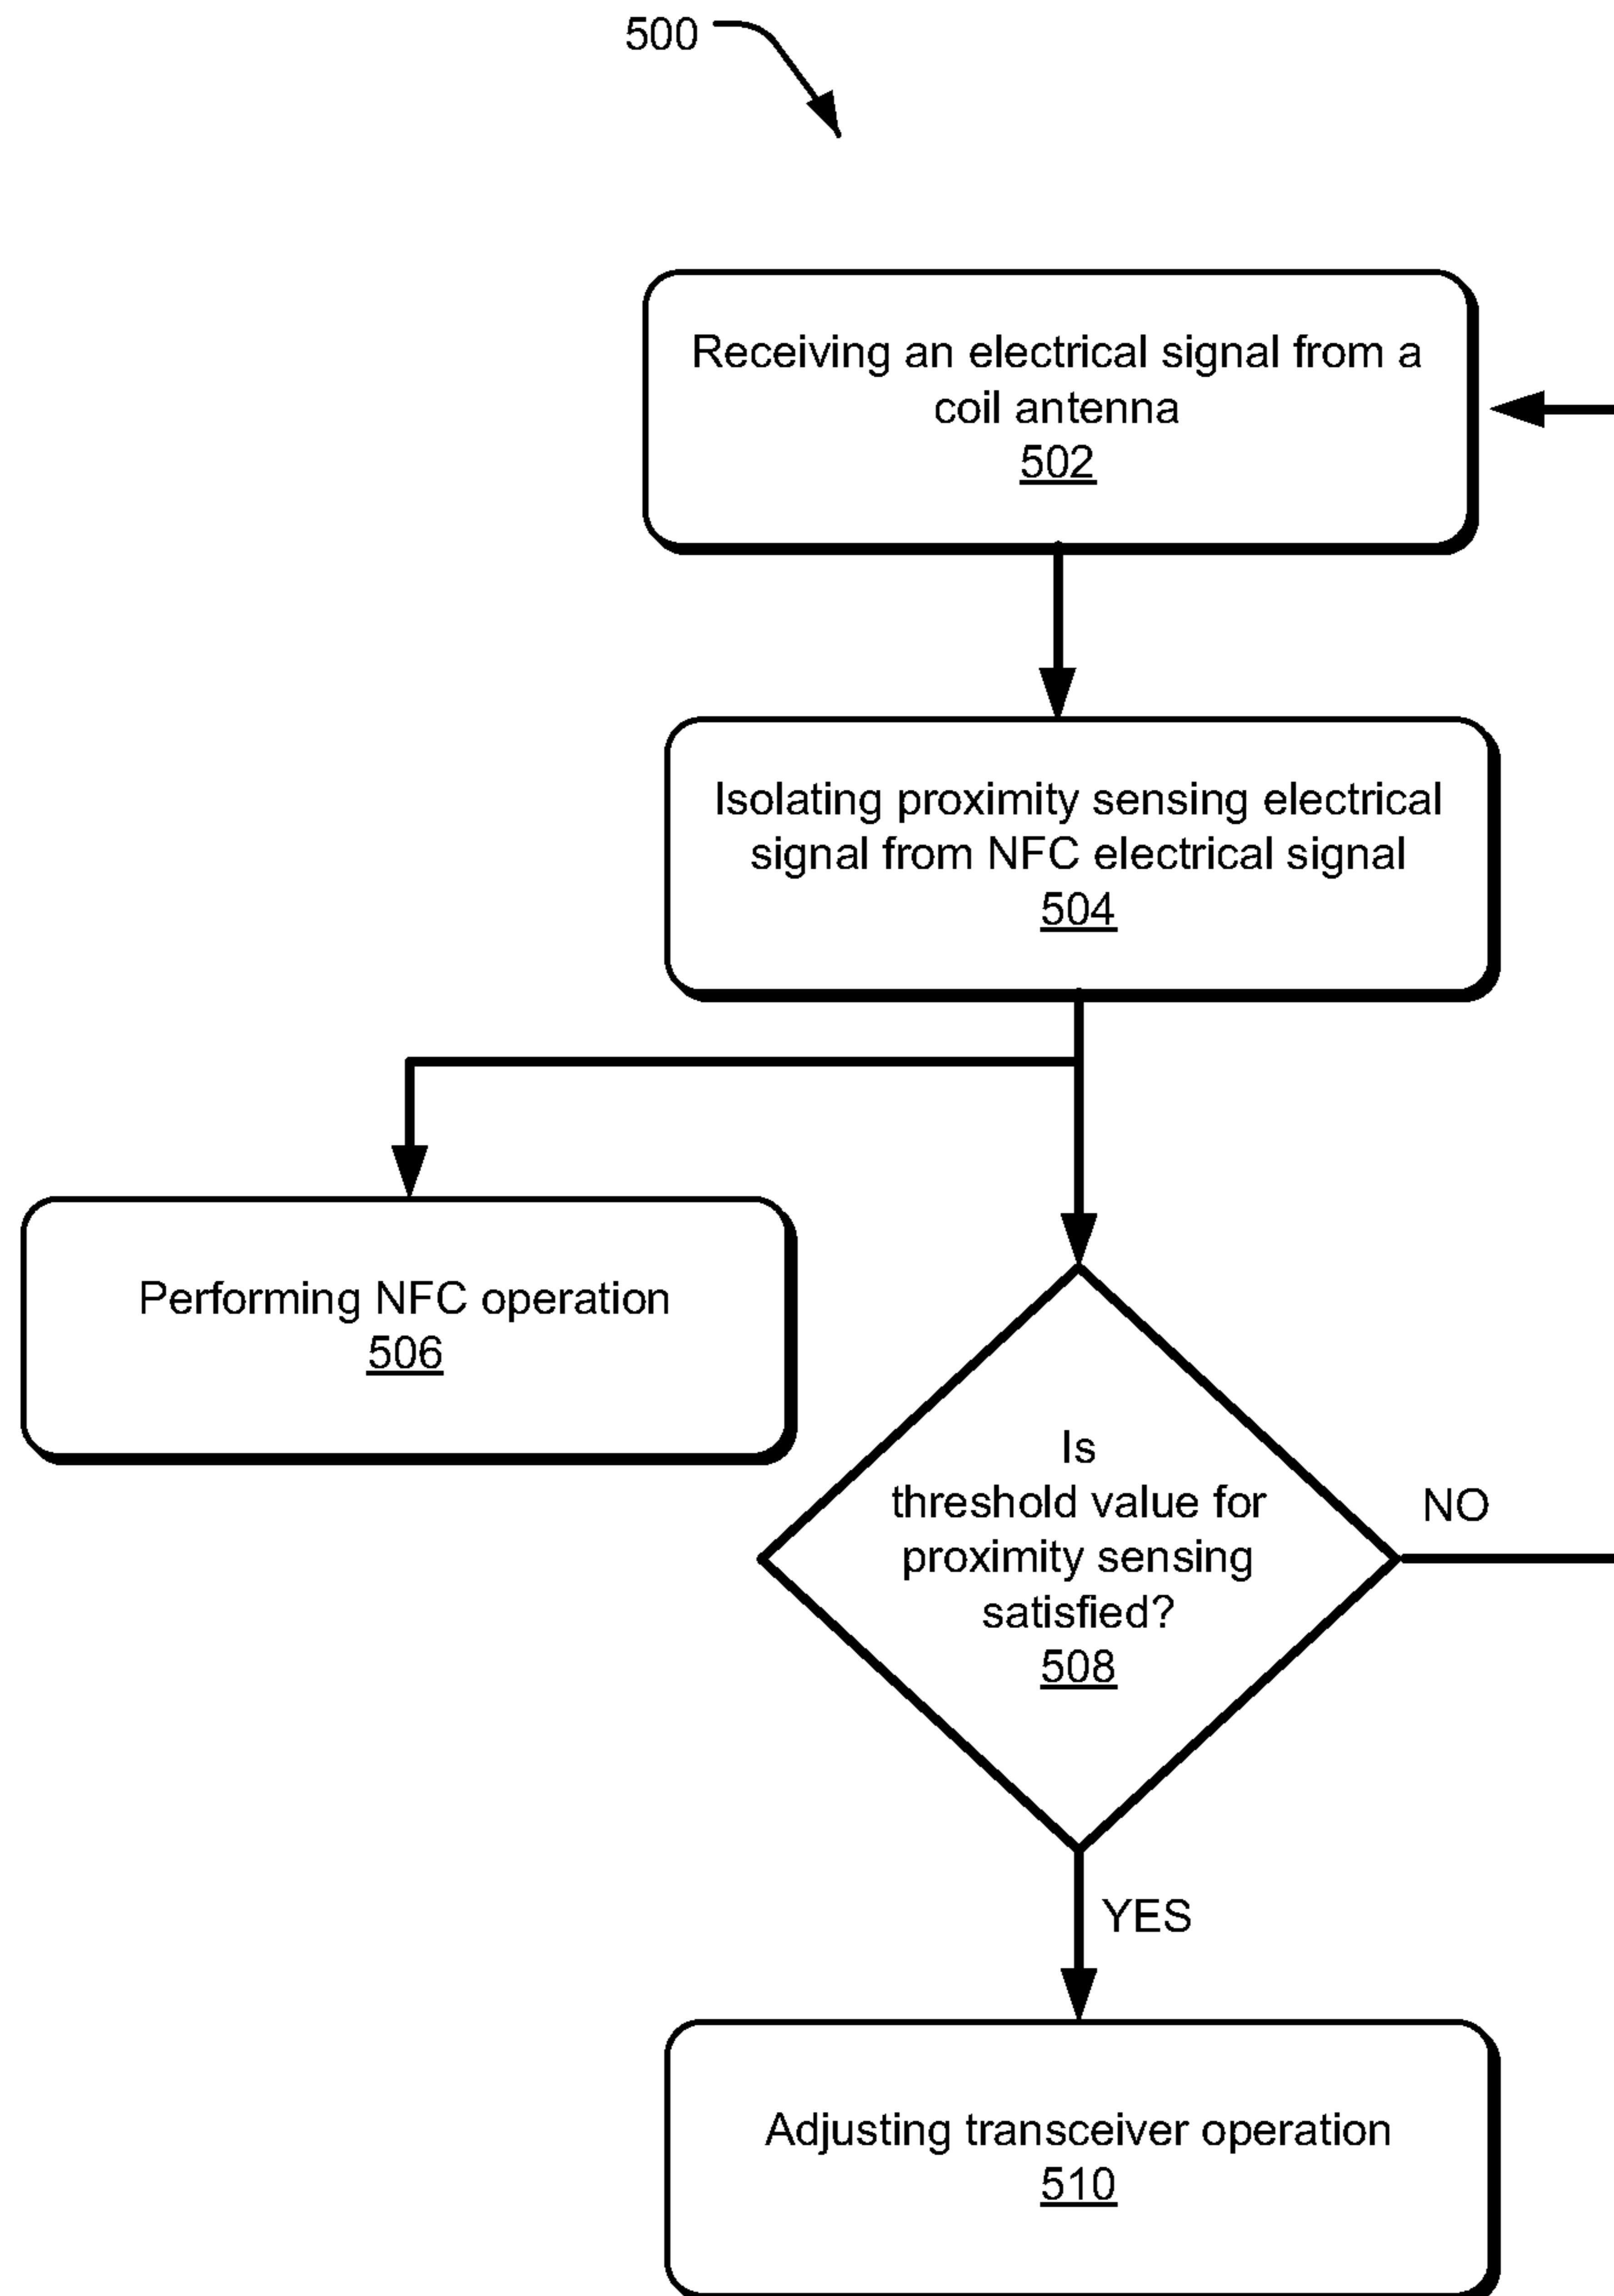 500
Receiving an electrical signal from a
coil antenna
502
Isolating proximity sensing electrical
signal from NFC electrical signal
504
Performing NFC operation
506
Is
threshold value for
proximity sensing
satisfied?
508
NO
YES
Adjusting transceiver operation
510